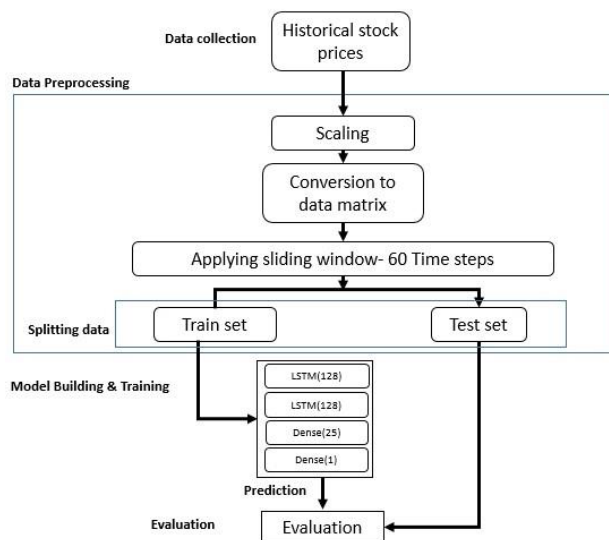 Data collection
Historical stock
prices
Data Preprocessing
Scaling
Conversion to
data matrix
Applying sliding window- 60 Time steps
Splitting data
Train set
Test set
Model Building & Training
LSTM(128)
LSTM(128)
Dense(25)
Dense(1)
Prediction
Evaluation
Evaluation